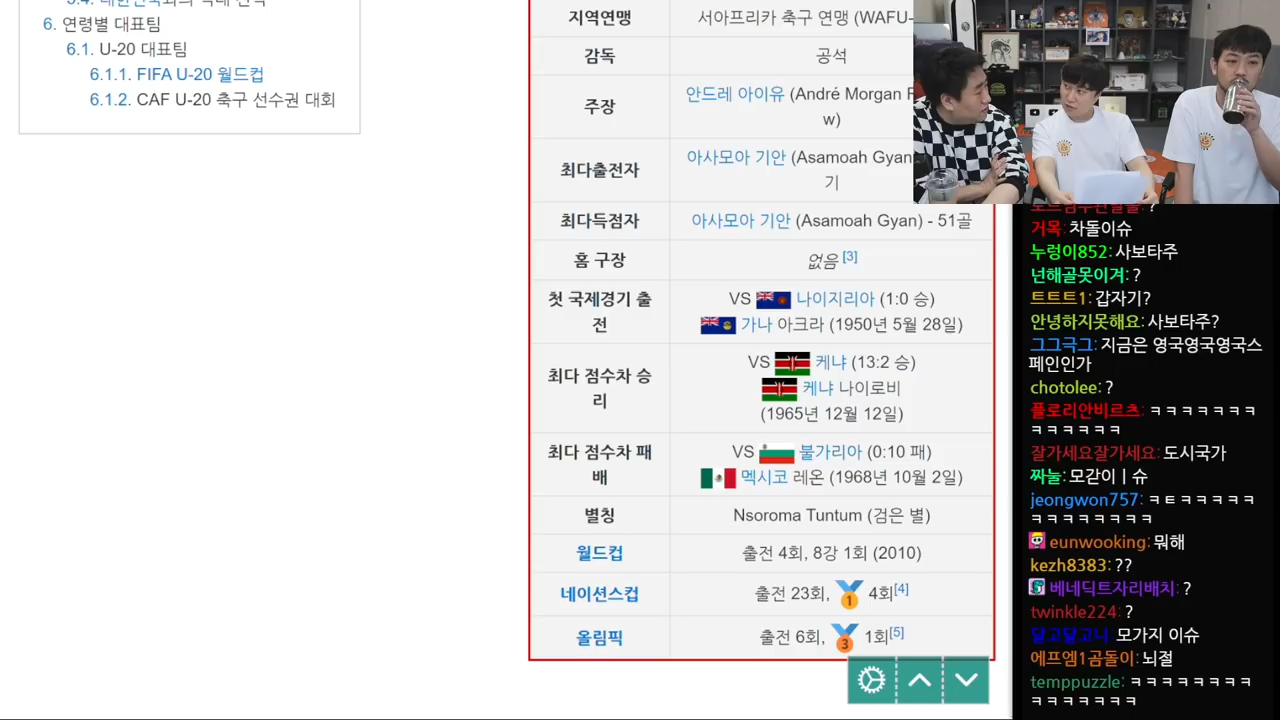 6. 연령별 대표팀
6.1. U-20 대표팀
6.1.1. FIFA U-20 월드컵
6.1.2. CAF U-20 축구 선수권 대회
지역연맹
서아프리카 축구 연맹 (WAFU-
감독
공석
주장
안드레 아이유 (André Morgan
w)
최다출전자
아사모아 기안 (Asamoah Gyan
기
최다득점자
아사모아 기안 (Asamoah Gyan) - 51골
홈 구장
없음 [3]
첫 국제경기 출
전
VS 나이지리아 (1:0 승)
가나 아크라 (1950년 5월 28일)
최다 점수차 승
리
VS 케냐 (13:2 승)
케냐 나이로비
(1965년 12월 12일)
최다 점수차 패
배
VS 불가리아 (0:10 패)
멕시코 레온 (1968년 10월 2일)
별칭
Nsoroma Tuntum (검은 별)
월드컵
출전 4회, 8강 1회 (2010)
네이션스컵
출전 23회, 1 4회[4]
올림픽
출전 6회, 3 1회[5]
거목: 차돌이슈
누렁이852: 사보타주
넌해골못이겨: ?
트트트1: 갑자기?
안녕하지못해요: 사보타주?
그그극그: 지금은 영국영국영국스
페인인가
chotolee: ?
플로리안비르츠: ㅋㅋㅋㅋㅋㅋㅋ
ㅋㅋㅋㅋㅋㅋ
잘가세요잘가세요: 도시국가
짜눌: 모갇이ㅣ슈
jeongwon757: ㅋㅌㅋㅋㅋㅋㅋ
ㅋㅋㅋㅋㅋㅋㅋㅋ
eunwooking: 뭐해
kezh8383: ??
베네딕트자리배치: ?
twinkle224: ?
달고달고니: 모가지 이슈
에프엠1곰돌이: 뇌절
temppuzzle: ㅋㅋㅋㅋㅋㅋㅋㅋ
ㅋㅋㅋㅋㅋㅋㅋ